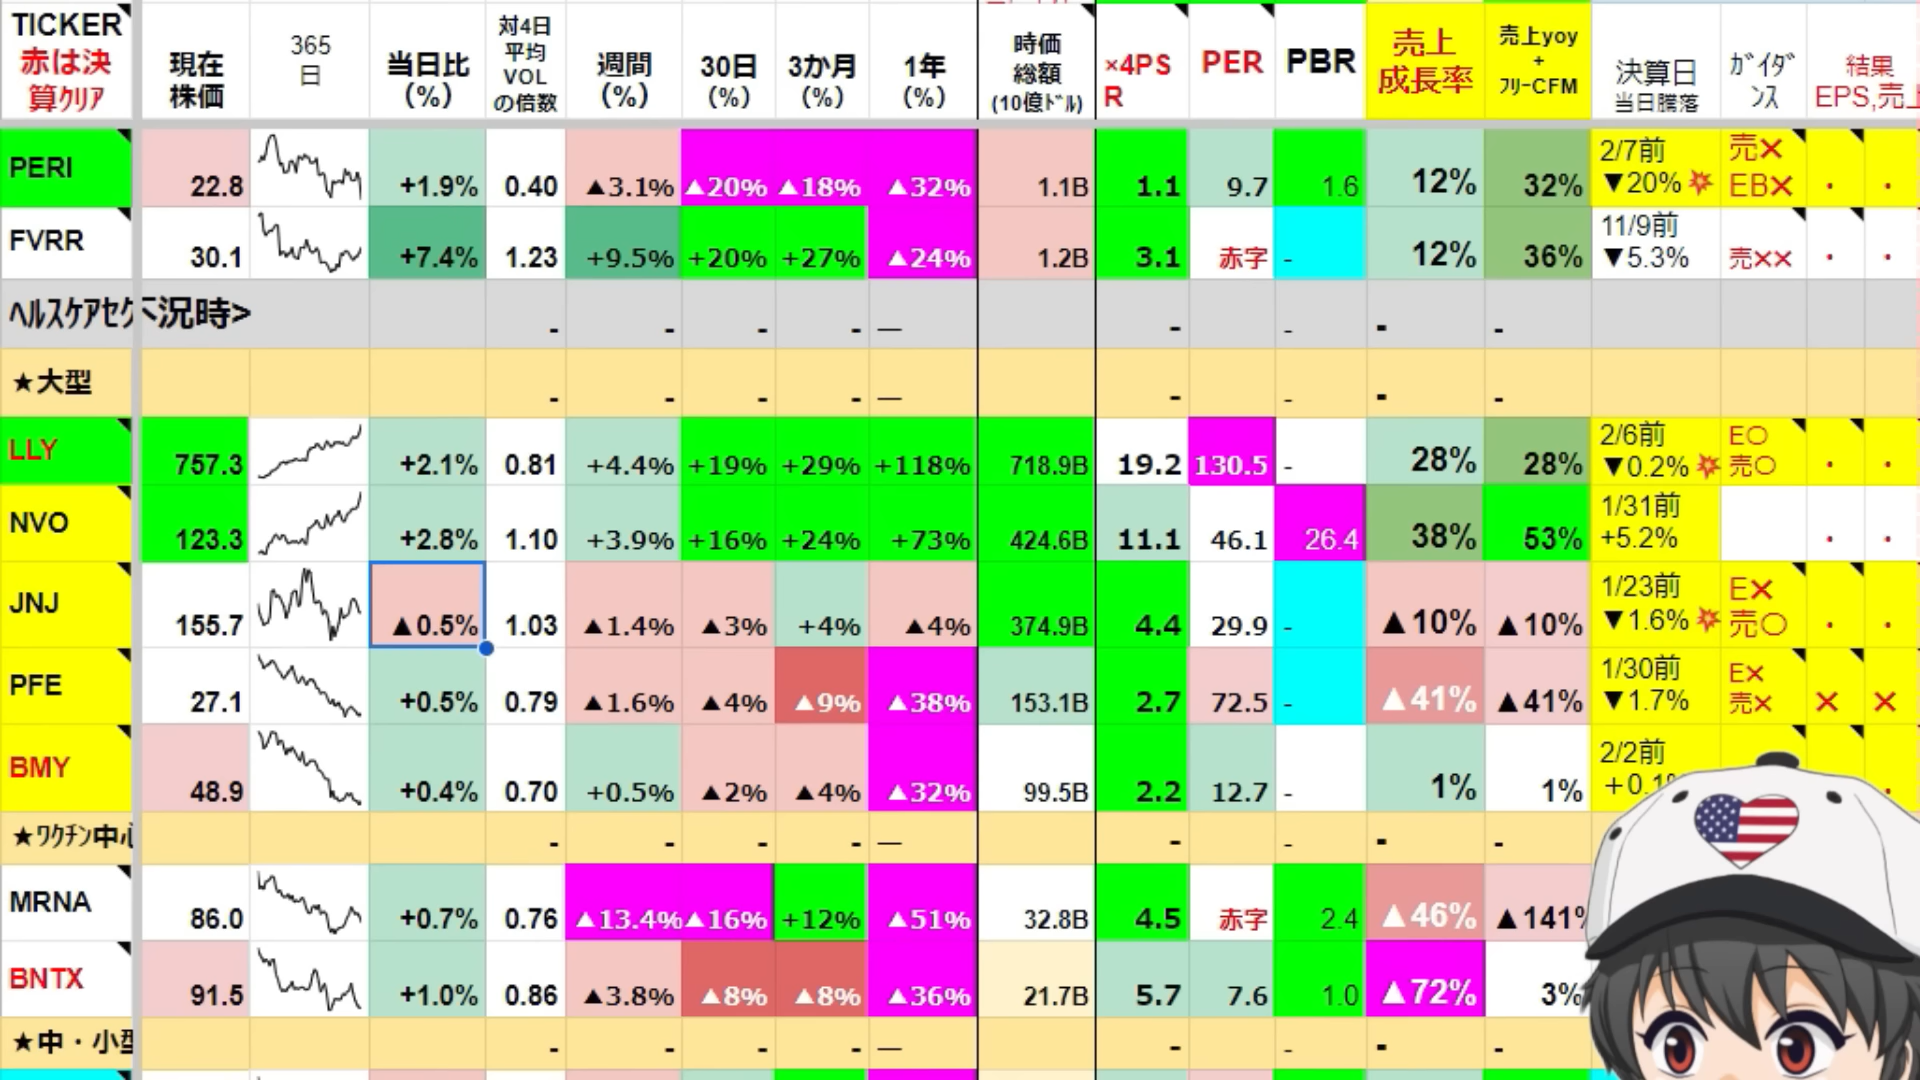 TICKER 赤は決算ｸﾘｱ 現在株価 365日 当日比(%) 対4日平均VOLの倍数 週間(%) 30日(%) 3か月(%) 1年(%) 時価総額(10億ﾄﾞﾙ) ×4PSR PER PBR 売上成長率 売上yoy+ﾌﾘｰCFM 決算日当日騰落 ｶﾞｲﾀﾞﾝｽ 結果EPS,売上
PERI 22.8 +1.9% 0.40 ▲3.1% ▲20% ▲18% ▲32% 1.1B 1.1 9.7 1.6 12% 32% 2/7前 ▼20% 売× EB× . .
FVRR 30.1 +7.4% 1.23 +9.5% +20% +27% ▲24% 1.2B 3.1 赤字 - 12% 36% 11/9前 ▼5.3% 売×× . .
ﾍﾙｽｹｱｾｸ 況時> - - - - — - - - -
★大型 - - - - — - - - -
LLY 757.3 +2.1% 0.81 +4.4% +19% +29% +118% 718.9B 19.2 130.5 - 28% 28% 2/6前 ▼0.2% E○ 売○ . .
NVO 123.3 +2.8% 1.10 +3.9% +16% +24% +73% 424.6B 11.1 46.1 26.4 38% 53% 1/31前 +5.2% . .
JNJ 155.7 ▲0.5% 1.03 ▲1.4% ▲3% +4% ▲4% 374.9B 4.4 29.9 - ▲10% ▲10% 1/23前 ▼1.6% E× 売○ . .
PFE 27.1 +0.5% 0.79 ▲1.6% ▲4% ▲9% ▲38% 153.1B 2.7 72.5 - ▲41% ▲41% 1/30前 ▼1.7% E× 売× × ×
BMY 48.9 +0.4% 0.70 +0.5% ▲2% ▲4% ▲32% 99.5B 2.2 12.7 - 1% 1% 2/2前 +0.1%
★ﾜｸﾁﾝ中心 - - - - — - - - -
MRNA 86.0 +0.7% 0.76 ▲13.4% ▲16% +12% ▲51% 32.8B 4.5 赤字 2.4 ▲46% ▲141%
BNTX 91.5 +1.0% 0.86 ▲3.8% ▲8% ▲8% ▲36% 21.7B 5.7 7.6 1.0 ▲72% 3%
★中・小型 - - - - — - - - -